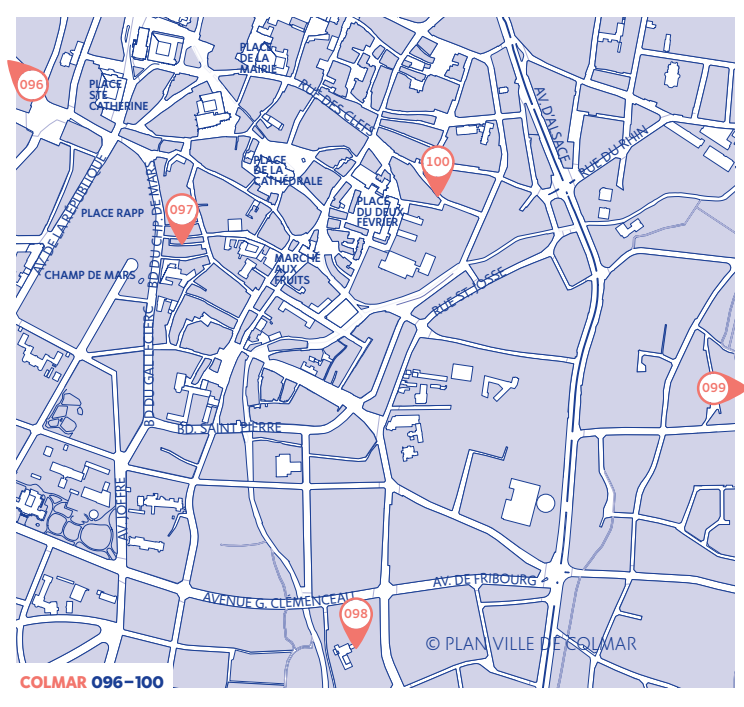 PLACE
DE LA
MAIRIE
096
PLACE
STE
CATHERINE
RUE DES CLEFS
AV. D'ALSACE
RUE DU RHIN
100
PLACE
DE LA
CATHÉDRALE
AV. DE LA RÉPUBLIQUE
BD DU CHP. DE MARS
PLACE RAPP
097
PLACE
DU DEUX
FÉVRIER
MARCHÉ
AUX
FRUITS
CHAMP DE MARS
RUE ST. JOSSE
BD DU GAL LECLERC
099
BD. SAINT PIERRE
AV. JOFFRE
AV. DE FRIBOURG
AVENUE G. CLÉMENCEAU
098
© PLAN VILLE DE COLMAR
COLMAR 096–100